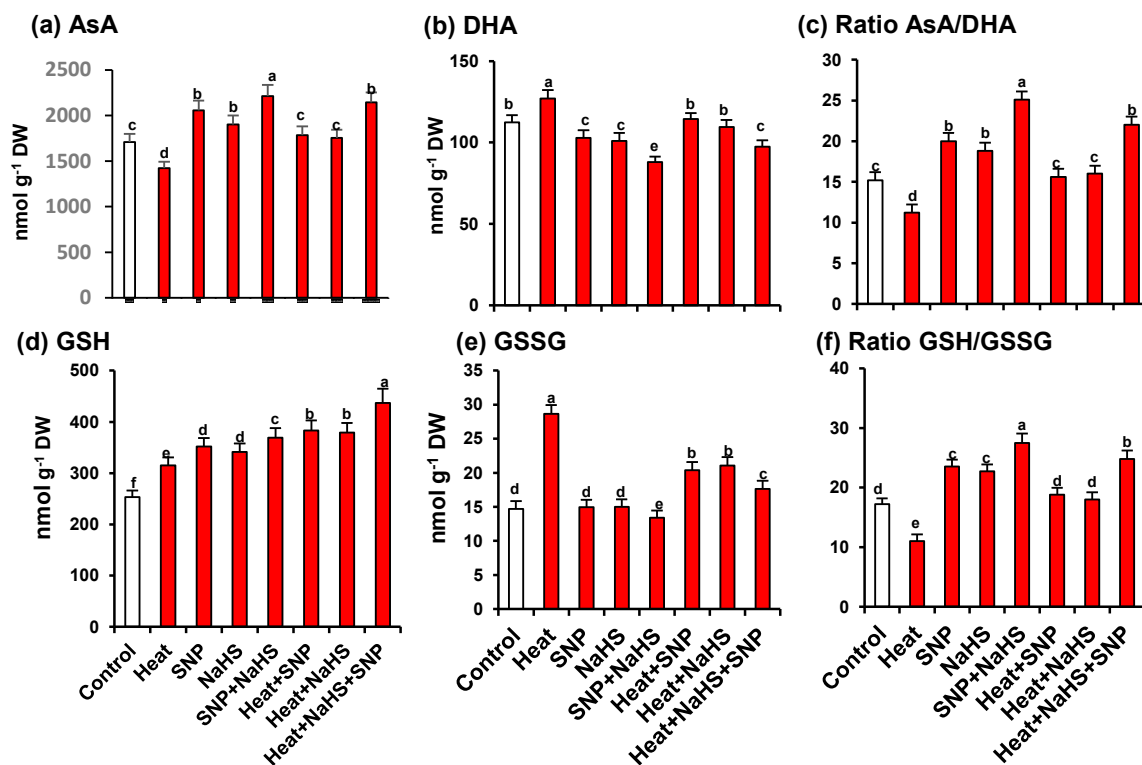 (a) AsA
nmol g-1 DW
2500
2000
1500
1000
500
0
c
d
b
b
a
c
c
b
(b) DHA
nmol g-1 DW
150
100
50
0
b
a
c
c
e
b
b
c
(c) Ratio AsA/DHA
30
25
20
15
10
5
0
c
d
b
b
a
c
c
b
(d) GSH
nmol g-1 DW
500
400
300
200
100
0
f
e
d
d
c
b
b
a
Control
Heat
SNP
NaHS
SNP+NaHS
Heat+SNP
Heat+NaHS
Heat+NaHS+SNP
(e) GSSG
nmol g-1 DW
35
30
25
20
15
10
5
0
d
a
d
d
e
b
b
c
Control
Heat
SNP
NaHS
SNP+NaHS
Heat+SNP
Heat+NaHS
Heat+NaHS+SNP
(f) Ratio GSH/GSSG
40
30
20
10
0
d
e
c
c
a
d
d
b
Control
Heat
SNP
NaHS
SNP+NaHS
Heat+SNP
Heat+NaHS
Heat+NaHS+SNP